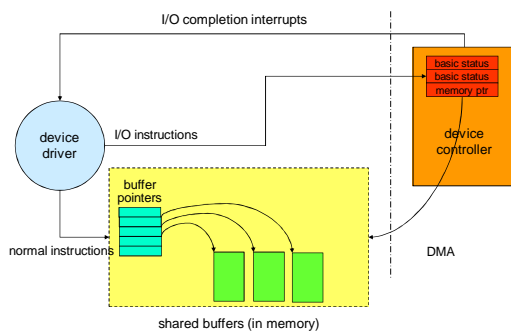 I/O completion interrupts
basic status
basic status
memory ptr
device
controller
device
driver
I/O instructions
buffer
pointers
normal instructions
DMA
shared buffers (in memory)